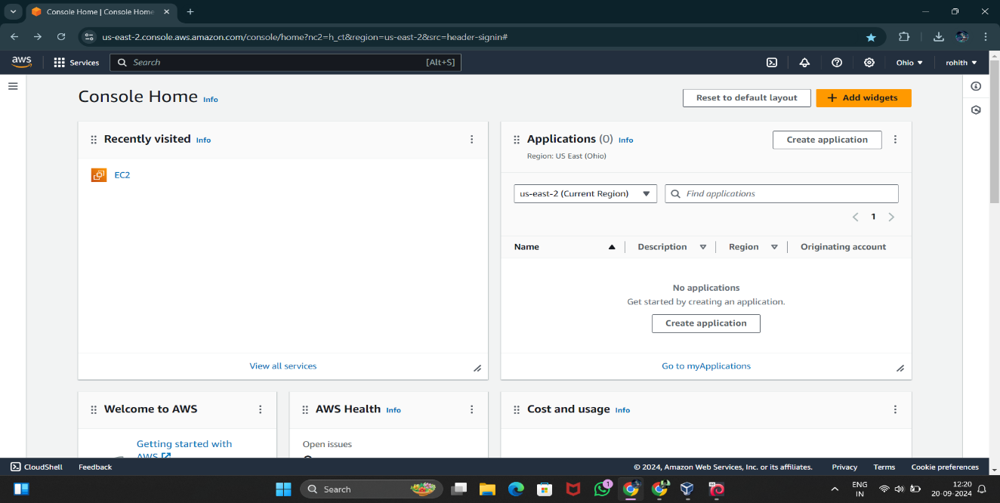 Console Home | Console Home
us-east-2.console.aws.amazon.com/console/home?nc2=h_ct&region=us-east-2&src=header-signin#
aws Services Search [Alt+S] Ohio ▼ rohith ▼
Console Home Info
Reset to default layout + Add widgets
Recently visited Info
EC2
View all services
Applications (0) Info
Create application
Region: US East (Ohio)
us-east-2 (Current Region) ▼ Find applications
< 1 >
Name ▲ Description ▽ Region ▽ Originating account
No applications
Get started by creating an application.
Create application
Go to myApplications
Welcome to AWS
Getting started with
AWS
AWS Health Info
Open issues
Cost and usage Info
CloudShell Feedback © 2024, Amazon Web Services, Inc. or its affiliates. Privacy Terms Cookie preferences
Search
1
ENG
IN
12:20
20-09-2024